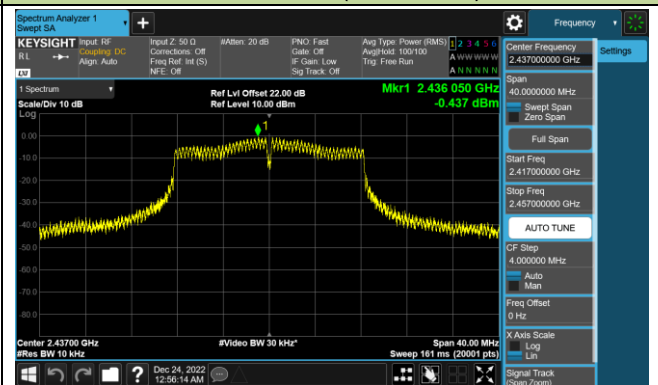 Spectrum Analyzer 1
Swept SA
+
Frequency
KEYSIGHT
RL
Input: RF
Coupling: DC
Align: Auto
Input Z: 50 Ω
Corrections: Off
Freq Ref: Int (S)
NFE: Off
#Atten: 20 dB
PNO: Fast
Gate: Off
IF Gain: Low
Sig Track: Off
Avg Type: Power (RMS)
Avg|Hold: 100/100
Trig: Free Run
1 2 3 4 5 6
A W W W W W
A N N N N N
LXI
1 Spectrum
Scale/Div 10 dB
Log
Ref Lvl Offset 22.00 dB
Ref Level 10.00 dBm
Mkr1 2.436 050 GHz
-0.437 dBm
1
0.00
-10.0
-20.0
-30.0
-40.0
-50.0
-60.0
-70.0
-80.0
Center 2.43700 GHz
#Res BW 10 kHz
#Video BW 30 kHz*
Span 40.00 MHz
Sweep 161 ms (20001 pts)
Dec 24, 2022
12:56:14 AM
?
Center Frequency
2.437000000 GHz
Settings
Span
40.0000000 MHz
Swept Span
Zero Span
Full Span
Start Freq
2.417000000 GHz
Stop Freq
2.457000000 GHz
AUTO TUNE
CF Step
4.000000 MHz
Auto
Man
Freq Offset
0 Hz
X Axis Scale
Log
Lin
Signal Track
(Span Zoom)